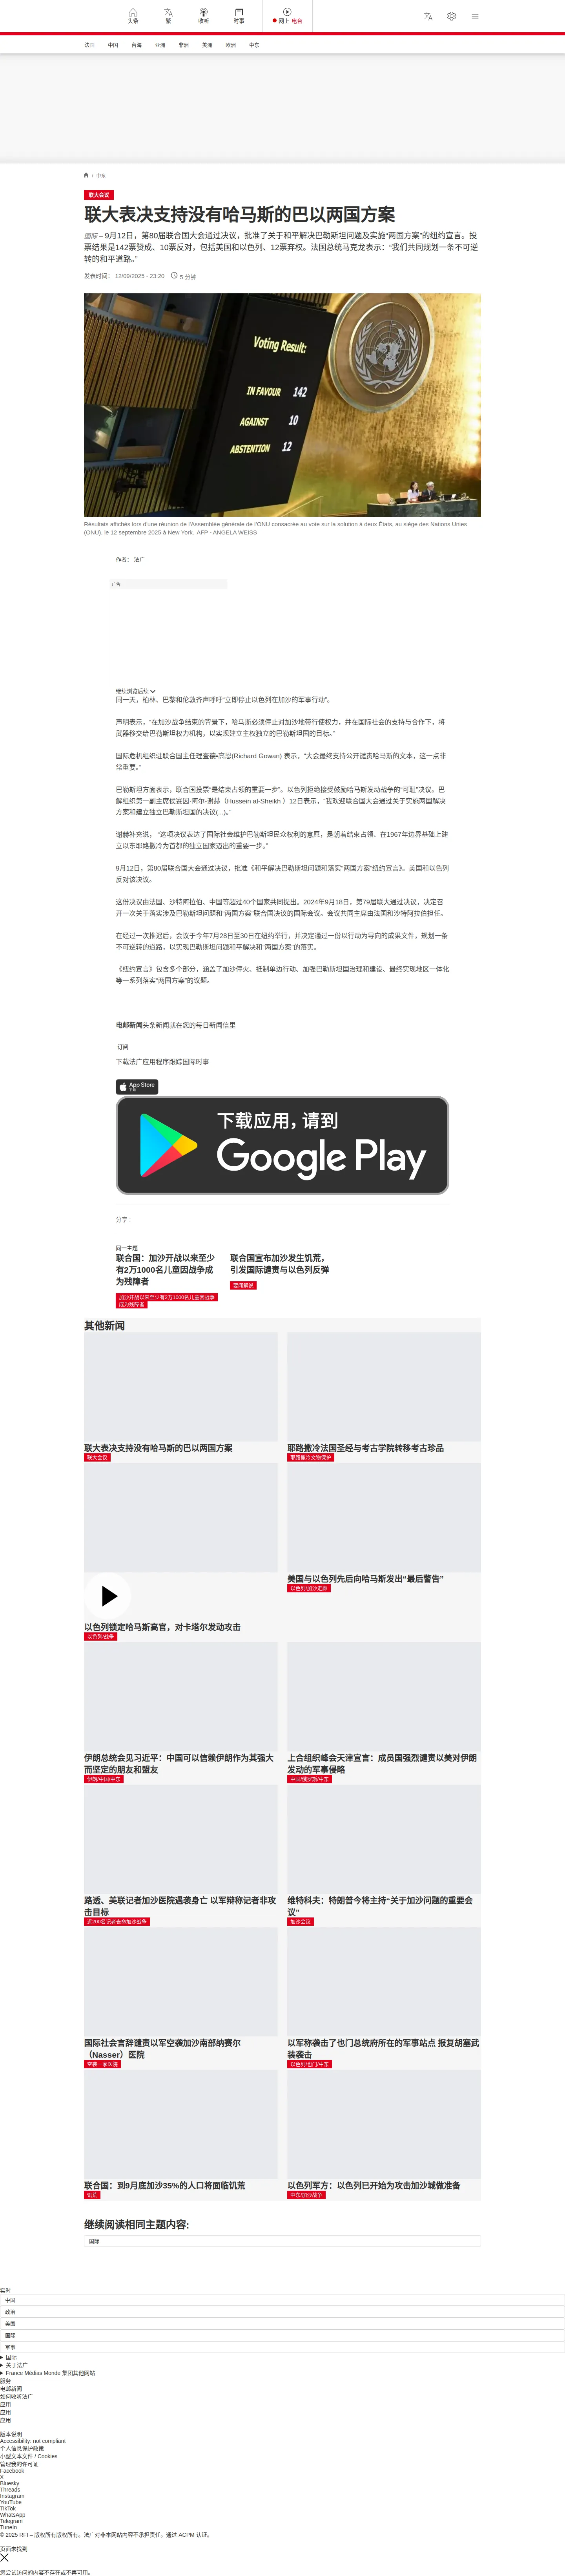 头条
繁
收听
时事
网上 电台
法国 中国 台海 亚洲 非洲 美洲 欧洲 中东
/ 中东
联大会议
联大表决支持没有哈马斯的巴以两国方案
国际 – 9月12日，第80届联合国大会通过决议，批准了关于和平解决巴勒斯坦问题及实施“两国方案”的纽约宣言。投
票结果是142票赞成、10票反对，包括美国和以色列、12票弃权。法国总统马克龙表示：“我们共同规划一条不可逆
转的和平道路。”
发表时间： 12/09/2025 - 23:20 5 分钟
Voting Result:
IN FAVOUR 142
AGAINST 10
ABSTENTION 12
Résultats affichés lors d'une réunion de l'Assemblée générale de l'ONU consacrée au vote sur la solution à deux États, au siège des Nations Unies
(ONU), le 12 septembre 2025 à New York. AFP - ANGELA WEISS
作者： 法广
广告
继续浏览后续
同一天，柏林、巴黎和伦敦齐声呼吁“立即停止以色列在加沙的军事行动”。
声明表示，“在加沙战争结束的背景下，哈马斯必须停止对加沙地带行使权力，并在国际社会的支持与合作下，将
武器移交给巴勒斯坦权力机构，以实现建立主权独立的巴勒斯坦国的目标。”
国际危机组织驻联合国主任理查德•高恩(Richard Gowan) 表示，"大会最终支持公开谴责哈马斯的文本，这一点非
常重要。"
巴勒斯坦方面表示，联合国投票“是结束占领的重要一步”。以色列拒绝接受鼓励哈马斯发动战争的“可耻”决议。巴
解组织第一副主席侯赛因·阿尔-谢赫（Hussein al-Sheikh ）12日表示，“我欢迎联合国大会通过关于实施两国解决
方案和建立独立巴勒斯坦国的决议(...)。”
谢赫补充说， “这项决议表达了国际社会维护巴勒斯坦民众权利的意愿，是朝着结束占领、在1967年边界基础上建
立以东耶路撒冷为首都的独立国家迈出的重要一步。”
9月12日，第80届联合国大会通过决议，批准《和平解决巴勒斯坦问题和落实“两国方案”纽约宣言》。美国和以色列
反对该决议。
这份决议由法国、沙特阿拉伯、中国等超过40个国家共同提出。2024年9月18日，第79届联大通过决议，决定召
开一次关于落实涉及巴勒斯坦问题和“两国方案”联合国决议的国际会议。会议共同主席由法国和沙特阿拉伯担任。
在经过一次推迟后，会议于今年7月28日至30日在纽约举行，并决定通过一份以行动为导向的成果文件，规划一条
不可逆转的道路，以实现巴勒斯坦问题和平解决和“两国方案”的落实。
《纽约宣言》包含多个部分，涵盖了加沙停火、抵制单边行动、加强巴勒斯坦国治理和建设、最终实现地区一体化
等一系列落实“两国方案”的议题。
电邮新闻头条新闻就在您的每日新闻信里
订阅
下载法广应用程序跟踪国际时事
App Store
下载
下载应用，请到
Google Play
分享 :
同一主题
联合国：加沙开战以来至少
有2万1000名儿童因战争成
为残障者
加沙开战以来至少有2万1000名儿童因战争
成为残障者
联合国宣布加沙发生饥荒，
引发国际谴责与以色列反弹
要闻解说
其他新闻
联大表决支持没有哈马斯的巴以两国方案
联大会议
耶路撒冷法国圣经与考古学院转移考古珍品
耶路撒冷文物保护
以色列锁定哈马斯高官，对卡塔尔发动攻击
以色列/战争
美国与以色列先后向哈马斯发出“最后警告”
以色列/加沙走廊
伊朗总统会见习近平：中国可以信赖伊朗作为其强大
而坚定的朋友和盟友
伊朗/中国/中东
上合组织峰会天津宣言：成员国强烈谴责以美对伊朗
发动的军事侵略
中国/俄罗斯/中东
路透、美联记者加沙医院遇袭身亡 以军辩称记者非攻
击目标
近200名记者丧命加沙战争
维特科夫：特朗普今将主持“关于加沙问题的重要会
议”
加沙会议
国际社会言辞谴责以军空袭加沙南部纳赛尔
（Nasser）医院
空袭一家医院
以军称袭击了也门总统府所在的军事站点 报复胡塞武
装袭击
以色列/也门/中东
联合国：到9月底加沙35%的人口将面临饥荒
饥荒
以色列军方：以色列已开始为攻击加沙城做准备
中东/加沙战争
继续阅读相同主题内容:
国际
实时
中国
政治
美国
国际
军事
国际
关于法广
France Médias Monde 集团其他网站
服务
电邮新闻
如何收听法广
应用
应用
应用
版本说明
Accessibility: not compliant
个人信息保护政策
小型文本文件 / Cookies
管理我的许可证
Facebook
X
Bluesky
Threads
Instagram
YouTube
TikTok
WhatsApp
Telegram
TuneIn
© 2025 RFI – 版权所有版权所有。法广对非本网站内容不承担责任。通过 ACPM 认证。
页面未找到
您尝试访问的内容不存在或不再可用。